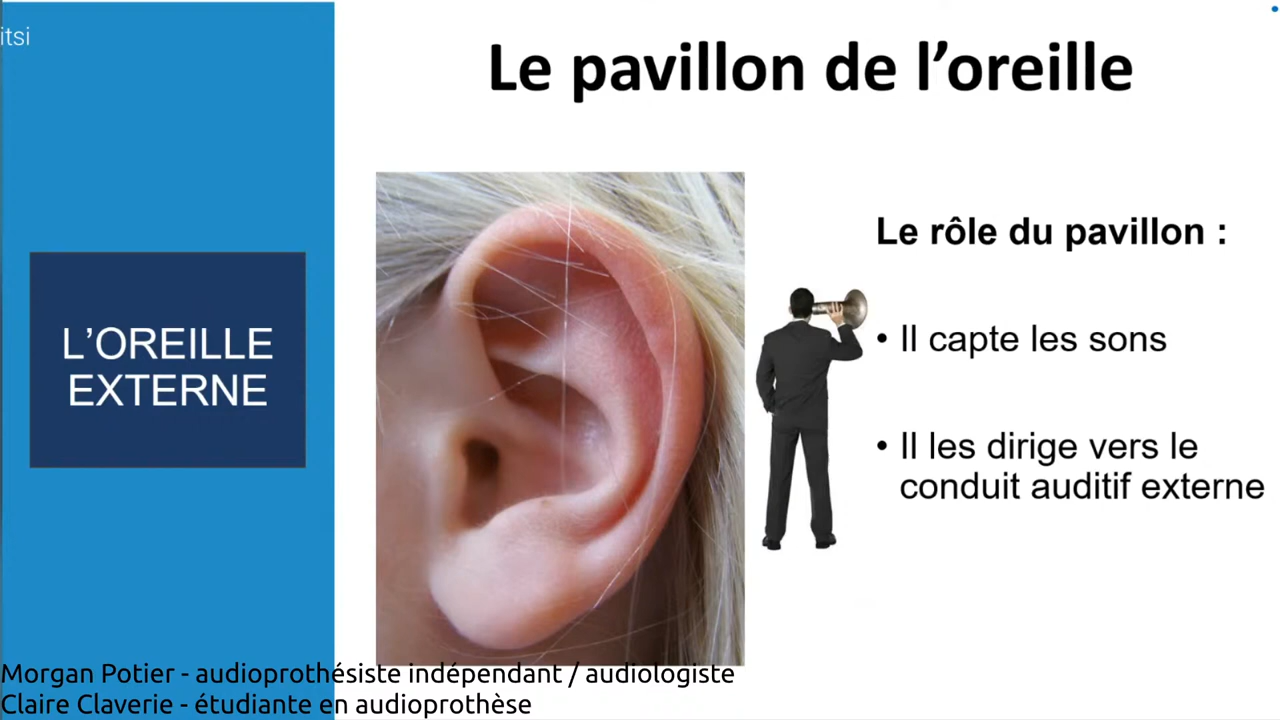 itsi
Le pavillon de l’oreille
L’OREILLE
EXTERNE
Le rôle du pavillon :
• Il capte les sons
• Il les dirige vers le
conduit auditif externe
Morgan Potier - audioprothésiste indépendant / audiologiste
Claire Claverie - étudiante en audioprothèse